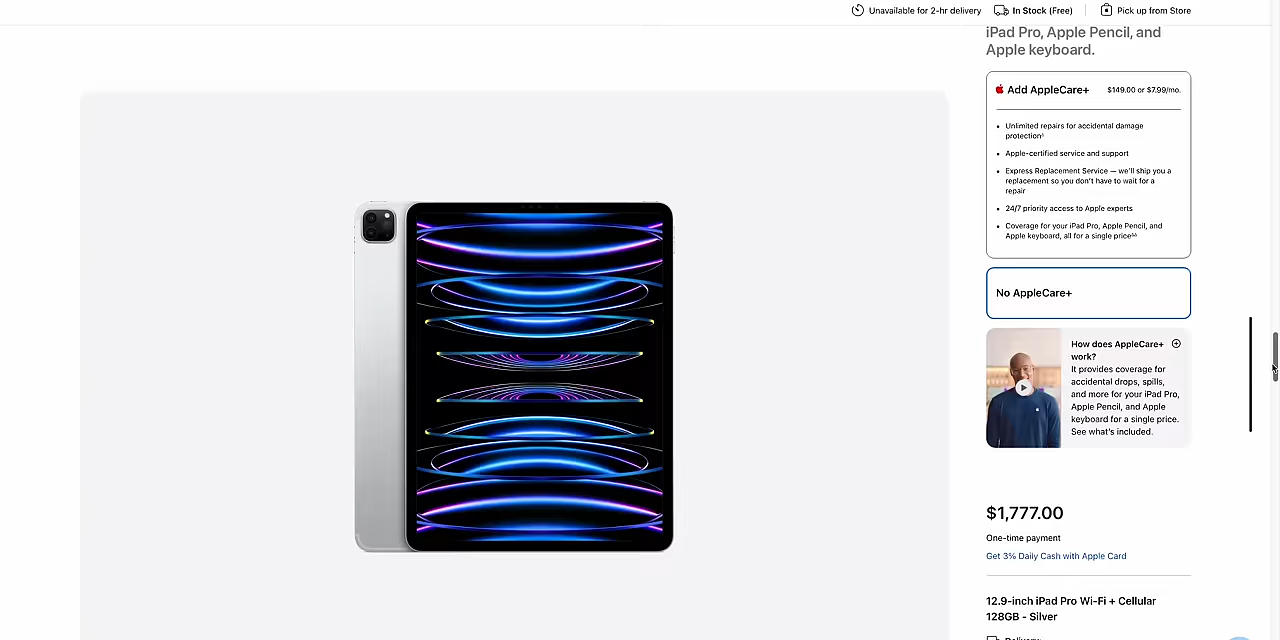 Unavailable for 2-hr delivery
In Stock (Free)
Pick up from Store
iPad Pro, Apple Pencil, and
Apple keyboard.
Add AppleCare+ $149.00 or $7.99/mo.
• Unlimited repairs for accidental damage
protection§
• Apple-certified service and support
• Express Replacement Service — we'll ship you a
replacement so you don't have to wait for a
repair
• 24/7 priority access to Apple experts
• Coverage for your iPad Pro, Apple Pencil, and
Apple keyboard, all for a single price§§
No AppleCare+
How does AppleCare+
work?
It provides coverage for
accidental drops, spills,
and more for your iPad Pro,
Apple Pencil, and Apple
keyboard for a single price.
See what's included.
$1,777.00
One-time payment
Get 3% Daily Cash with Apple Card
12.9-inch iPad Pro Wi-Fi + Cellular
128GB - Silver
Delivery